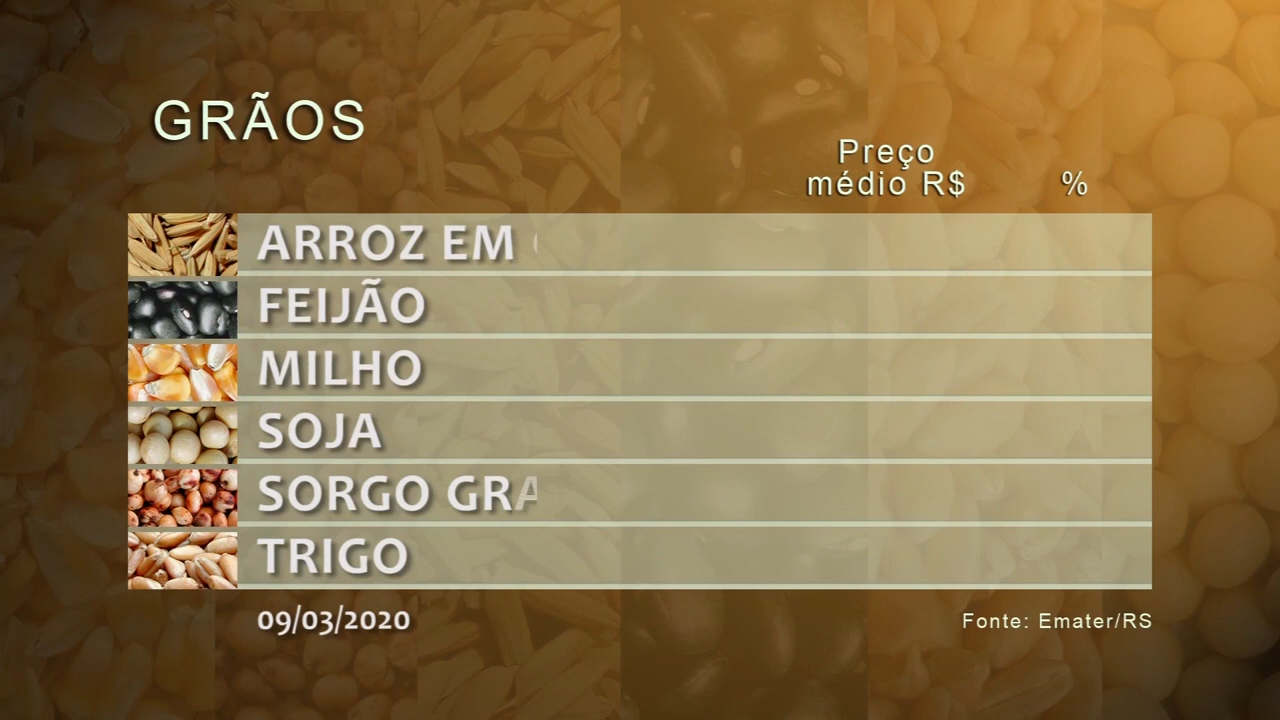 GRÃOS
Preço
médio R$
%
ARROZ EM
FEIJÃO
MILHO
SOJA
SORGO GRA
TRIGO
09/03/2020
Fonte: Emater/RS